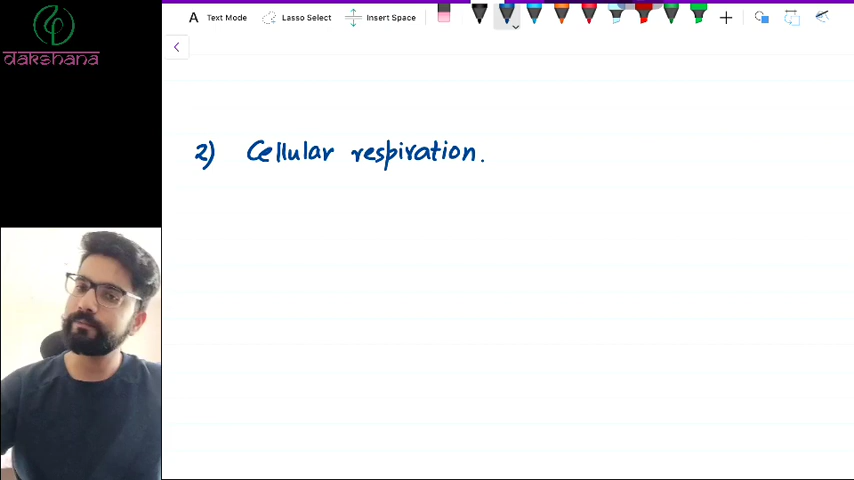 dakshana
A Text Mode Lasso Select Insert Space
2) Cellular respiration.